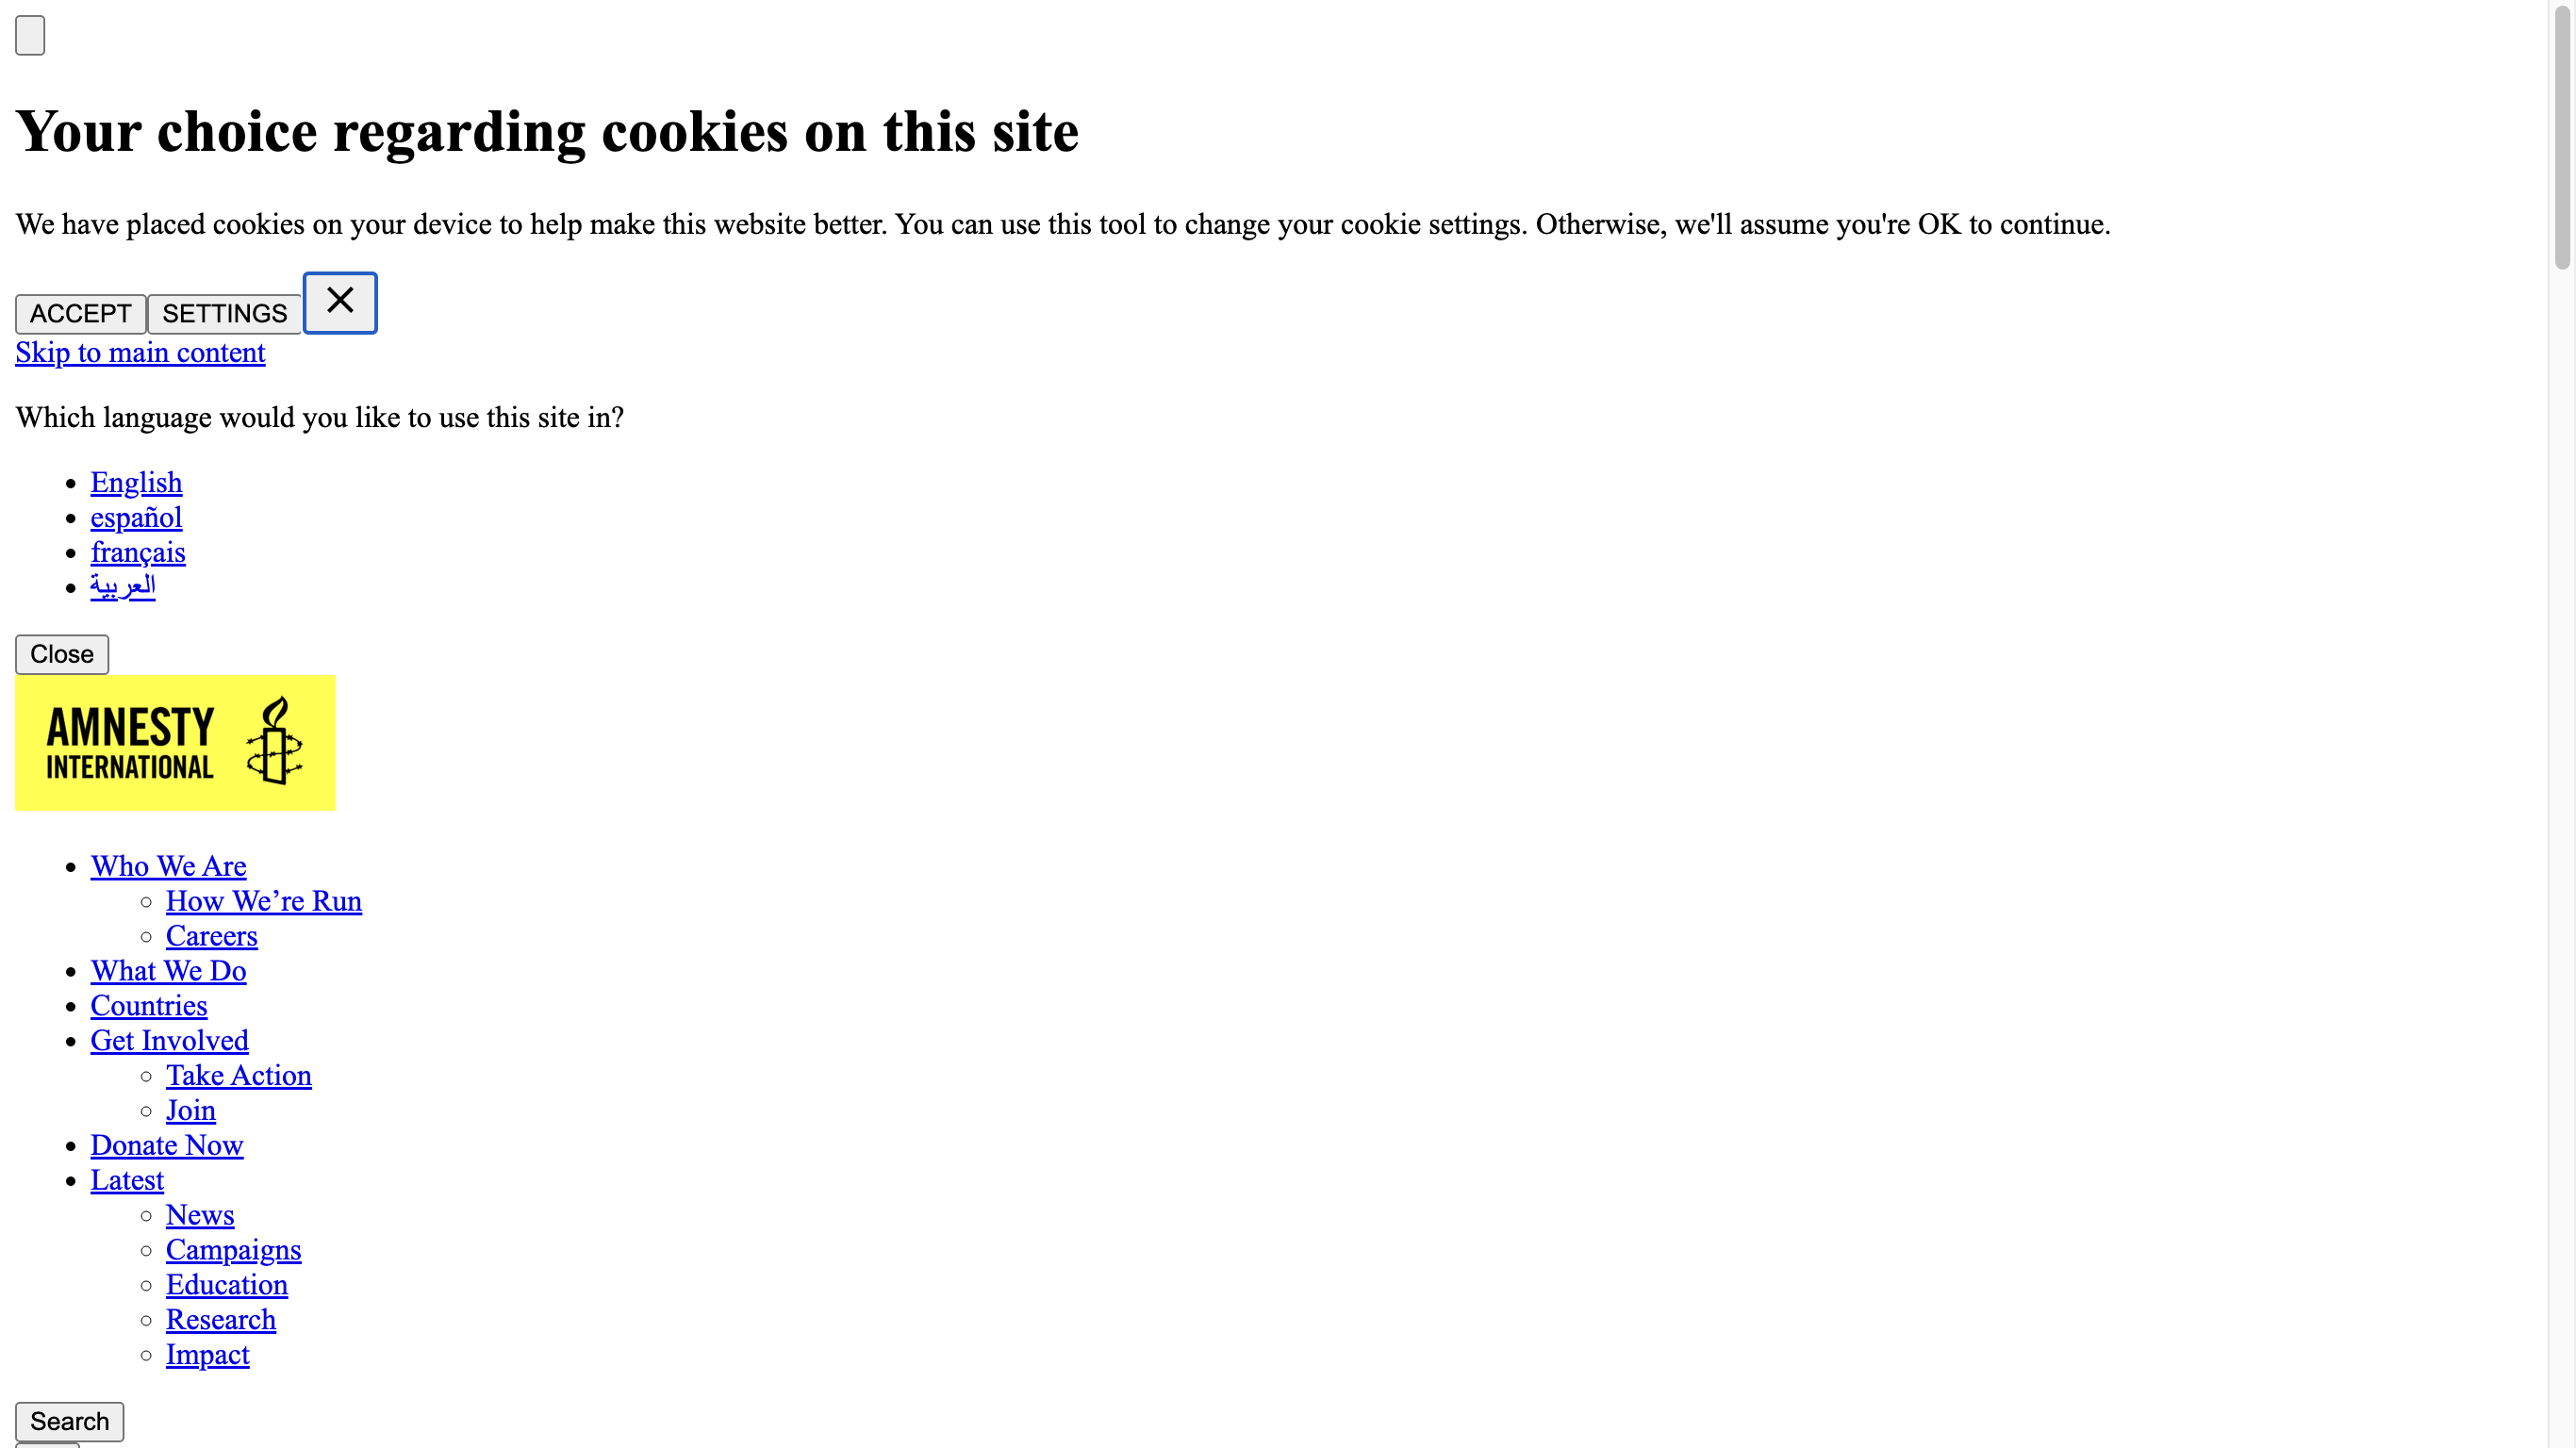 Your choice regarding cookies on this site
We have placed cookies on your device to help make this website better. You can use this tool to change your cookie settings. Otherwise, we'll assume you're OK to continue.
ACCEPT SETTINGS
Skip to main content
Which language would you like to use this site in?
English
español
français
العربية
Close
AMNESTY
INTERNATIONAL
Who We Are
How We’re Run
Careers
What We Do
Countries
Get Involved
Take Action
Join
Donate Now
Latest
News
Campaigns
Education
Research
Impact
Search